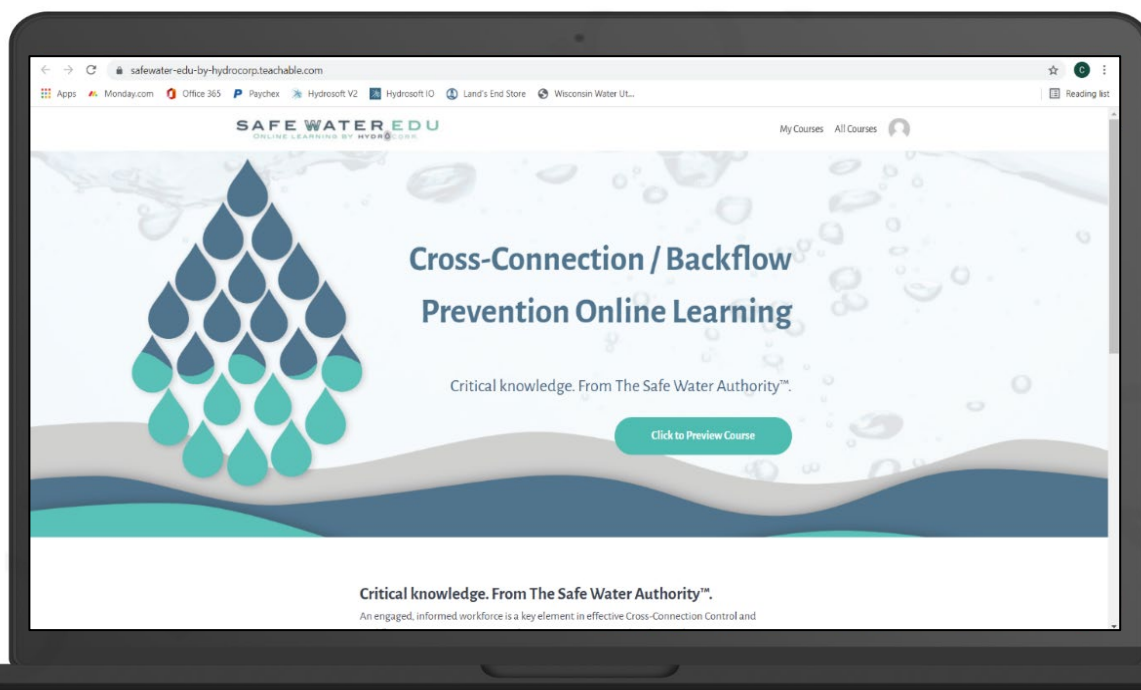 safewater-edu-by-hydrocorp.teachable.com
C
Apps Monday.com Office 365 Paychex Hydrosoft V2 Hydrosoft IO Land's End Store Wisconsin Water Ut... Reading list
SAFE WATER EDU
ONLINE LEARNING BY HYDROCORP
My Courses All Courses
Cross-Connection / Backflow
Prevention Online Learning
Critical knowledge. From The Safe Water Authority™.
Click to Preview Course
Critical knowledge. From The Safe Water Authority™.
An engaged, informed workforce is a key element in effective Cross-Connection Control and